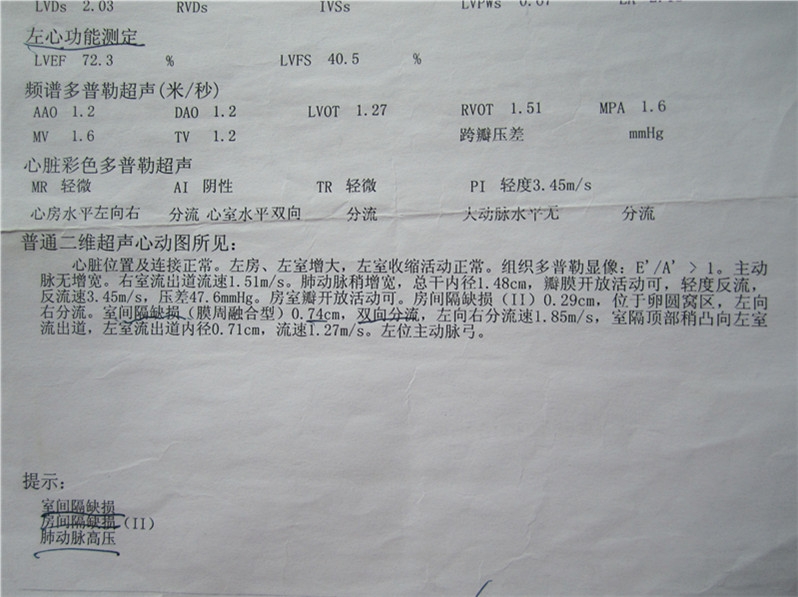 LVDs 2.03 RVDs IVSs LVPWs
左心功能测定
LVEF 72.3 % LVFS 40.5 %
频谱多普勒超声(米/秒)
AAO 1.2 DAO 1.2 LVOT 1.27 RVOT 1.51 MPA 1.6
MV 1.6 TV 1.2 跨瓣压差 mmHg
心脏彩色多普勒超声
MR 轻微 AI 阴性 TR 轻微 PI 轻度3.45m/s
心房水平左向右 分流 心室水平双向 分流 大动脉水平无 分流
普通二维超声心动图所见：
心脏位置及连接正常。左房、左室增大，左室收缩活动正常。组织多普勒显像：E'/A' > 1。主动
脉无增宽。右室流出道流速1.51m/s。肺动脉稍增宽，总干内径1.48cm，瓣膜开放活动可，轻度反流，
反流速3.45m/s，压差47.6mmHg。房室瓣开放活动可。房间隔缺损（II）0.29cm，位于卵圆窝区，左向
右分流。室间隔缺损（膜周融合型）0.74cm，双向分流，左向右分流速1.85m/s，室隔顶部稍凸向左室
流出道，左室流出道内径0.71cm，流速1.27m/s。左位主动脉弓。
提示：
室间隔缺损
房间隔缺损（II）
肺动脉高压